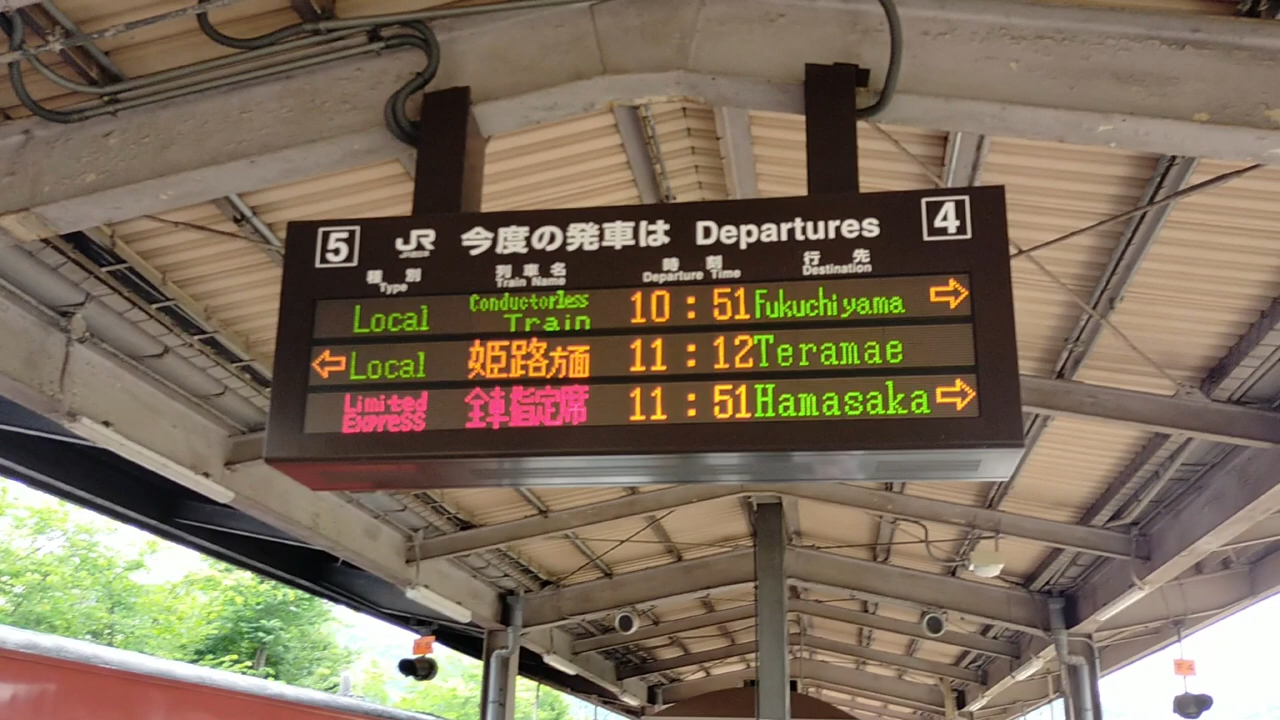 5 JR 今度の発車は Departures 4
種別 列車名 時刻 行先
Type Train Name Departure Time Destination
Local Conductorless Train 10:51 Fukuchiyama ⇨
⇦ Local 姫路方面 11:12 Teramae
Limited Express 全車指定席 11:51 Hamasaka ⇨